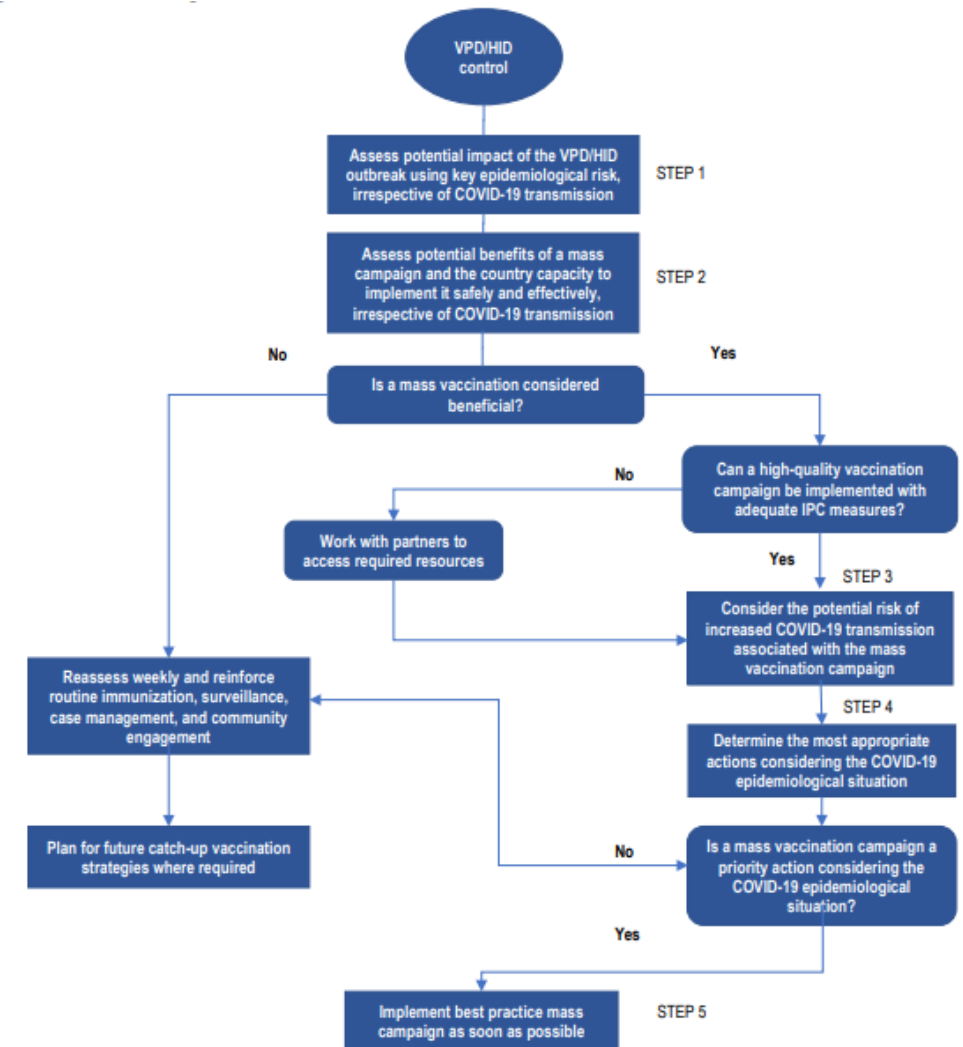 VPD/HID
control
Assess potential impact of the VPD/HID
outbreak using key epidemiological risk,
irrespective of COVID-19 transmission
STEP 1
Assess potential benefits of a mass
campaign and the country capacity to
implement it safely and effectively,
irrespective of COVID-19 transmission
STEP 2
No
Yes
Is a mass vaccination considered
beneficial?
Can a high-quality vaccination
campaign be implemented with
adequate IPC measures?
No
Work with partners to
access required resources
Yes
STEP 3
Consider the potential risk of
increased COVID-19 transmission
associated with the mass
vaccination campaign
Reassess weekly and reinforce
routine immunization, surveillance,
case management, and community
engagement
STEP 4
Determine the most appropriate
actions considering the COVID-19
epidemiological situation
Plan for future catch-up vaccination
strategies where required
No
Is a mass vaccination campaign a
priority action considering the
COVID-19 epidemiological
situation?
Yes
Implement best practice mass
campaign as soon as possible
STEP 5